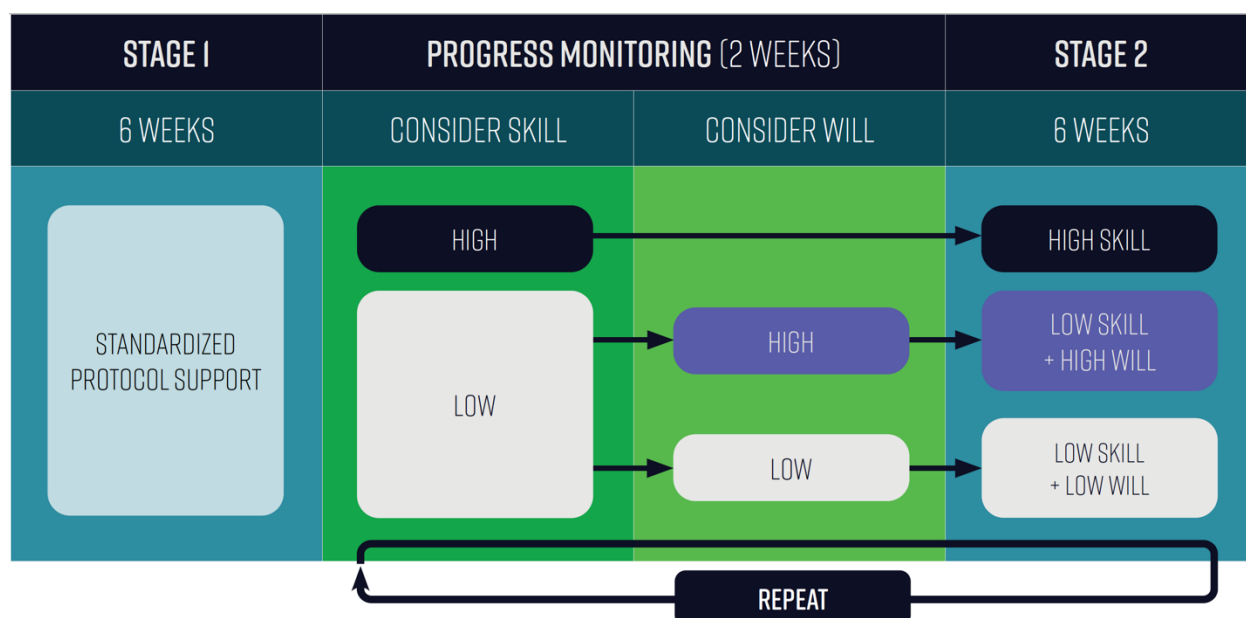 STAGE 1
PROGRESS MONITORING (2 WEEKS)
STAGE 2
6 WEEKS
CONSIDER SKILL
CONSIDER WILL
6 WEEKS
STANDARDIZED
PROTOCOL SUPPORT
HIGH
HIGH SKILL
LOW
HIGH
LOW SKILL
+ HIGH WILL
LOW
LOW SKILL
+ LOW WILL
REPEAT